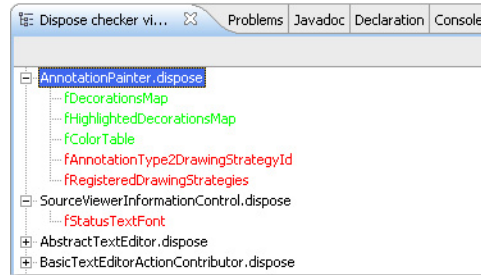 Dispose checker vi... Problems Javadoc Declaration Console
AnnotationPainter.dispose
fDecorationsMap
fHighlightedDecorationsMap
fColorTable
fAnnotationType2DrawingStrategyId
fRegisteredDrawingStrategies
SourceViewerInformationControl.dispose
fStatusTextFont
AbstractTextEditor.dispose
BasicTextEditorActionContributor.dispose